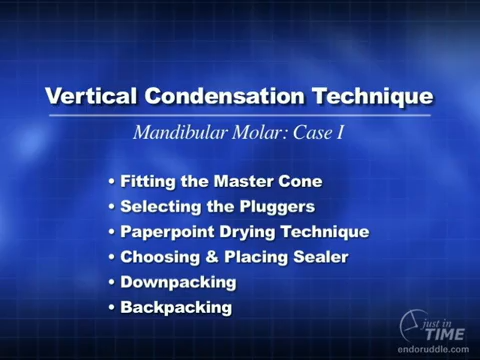 Vertical Condensation Technique
Mandibular Molar: Case I
• Fitting the Master Cone
• Selecting the Pluggers
• Paperpoint Drying Technique
• Choosing & Placing Sealer
• Downpacking
• Backpacking
just in
TIME
endoruddle.com